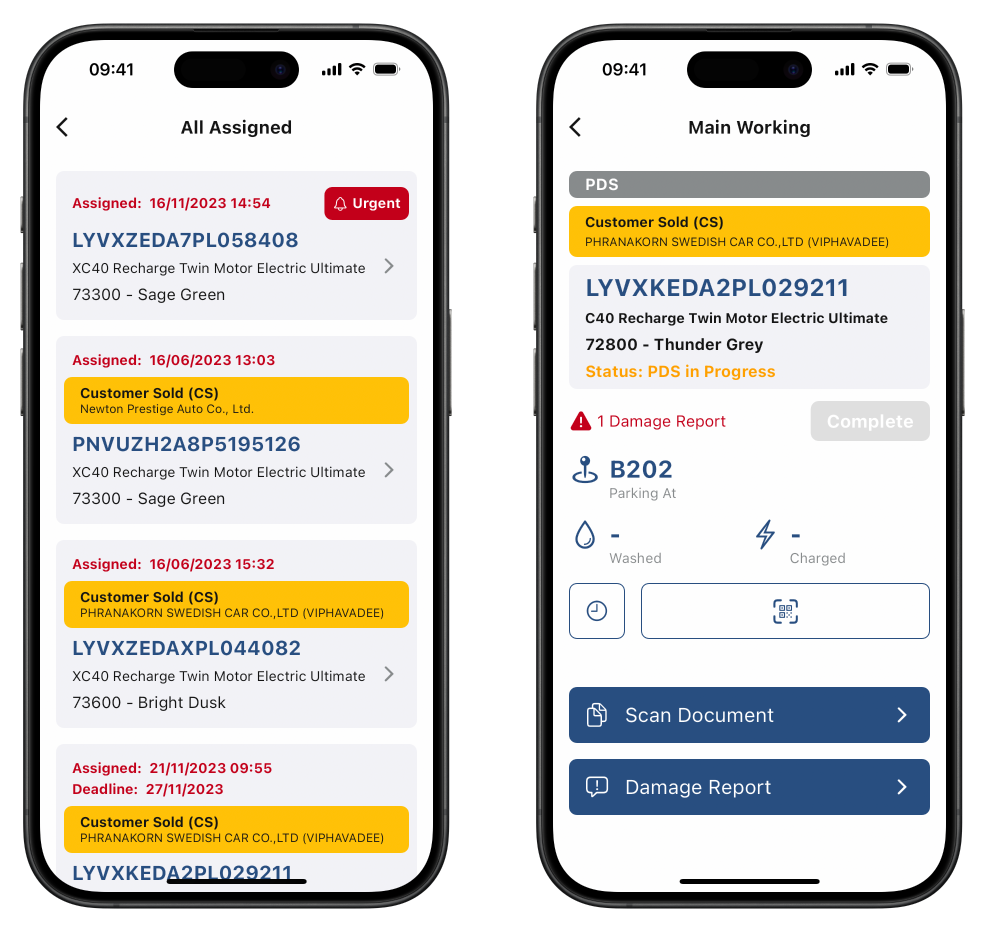 09:41
All Assigned
Assigned: 16/11/2023 14:54
Urgent
LYVXZEDA7PL058408
XC40 Recharge Twin Motor Electric Ultimate
73300 - Sage Green
Assigned: 16/06/2023 13:03
Customer Sold (CS)
Newton Prestige Auto Co., Ltd.
PNVUZH2A8P5195126
XC40 Recharge Twin Motor Electric Ultimate
73300 - Sage Green
Assigned: 16/06/2023 15:32
Customer Sold (CS)
PHRANAKORN SWEDISH CAR CO.,LTD (VIPHAVADEE)
LYVXZEDAXPL044082
XC40 Recharge Twin Motor Electric Ultimate
73600 - Bright Dusk
Assigned: 21/11/2023 09:55
Deadline: 27/11/2023
Customer Sold (CS)
PHRANAKORN SWEDISH CAR CO.,LTD (VIPHAVADEE)
LYVXKEDA2PL029211
09:41
Main Working
PDS
Customer Sold (CS)
PHRANAKORN SWEDISH CAR CO.,LTD (VIPHAVADEE)
LYVXKEDA2PL029211
C40 Recharge Twin Motor Electric Ultimate
72800 - Thunder Grey
Status: PDS in Progress
1 Damage Report
Complete
B202
Parking At
-
Washed
-
Charged
Scan Document
Damage Report